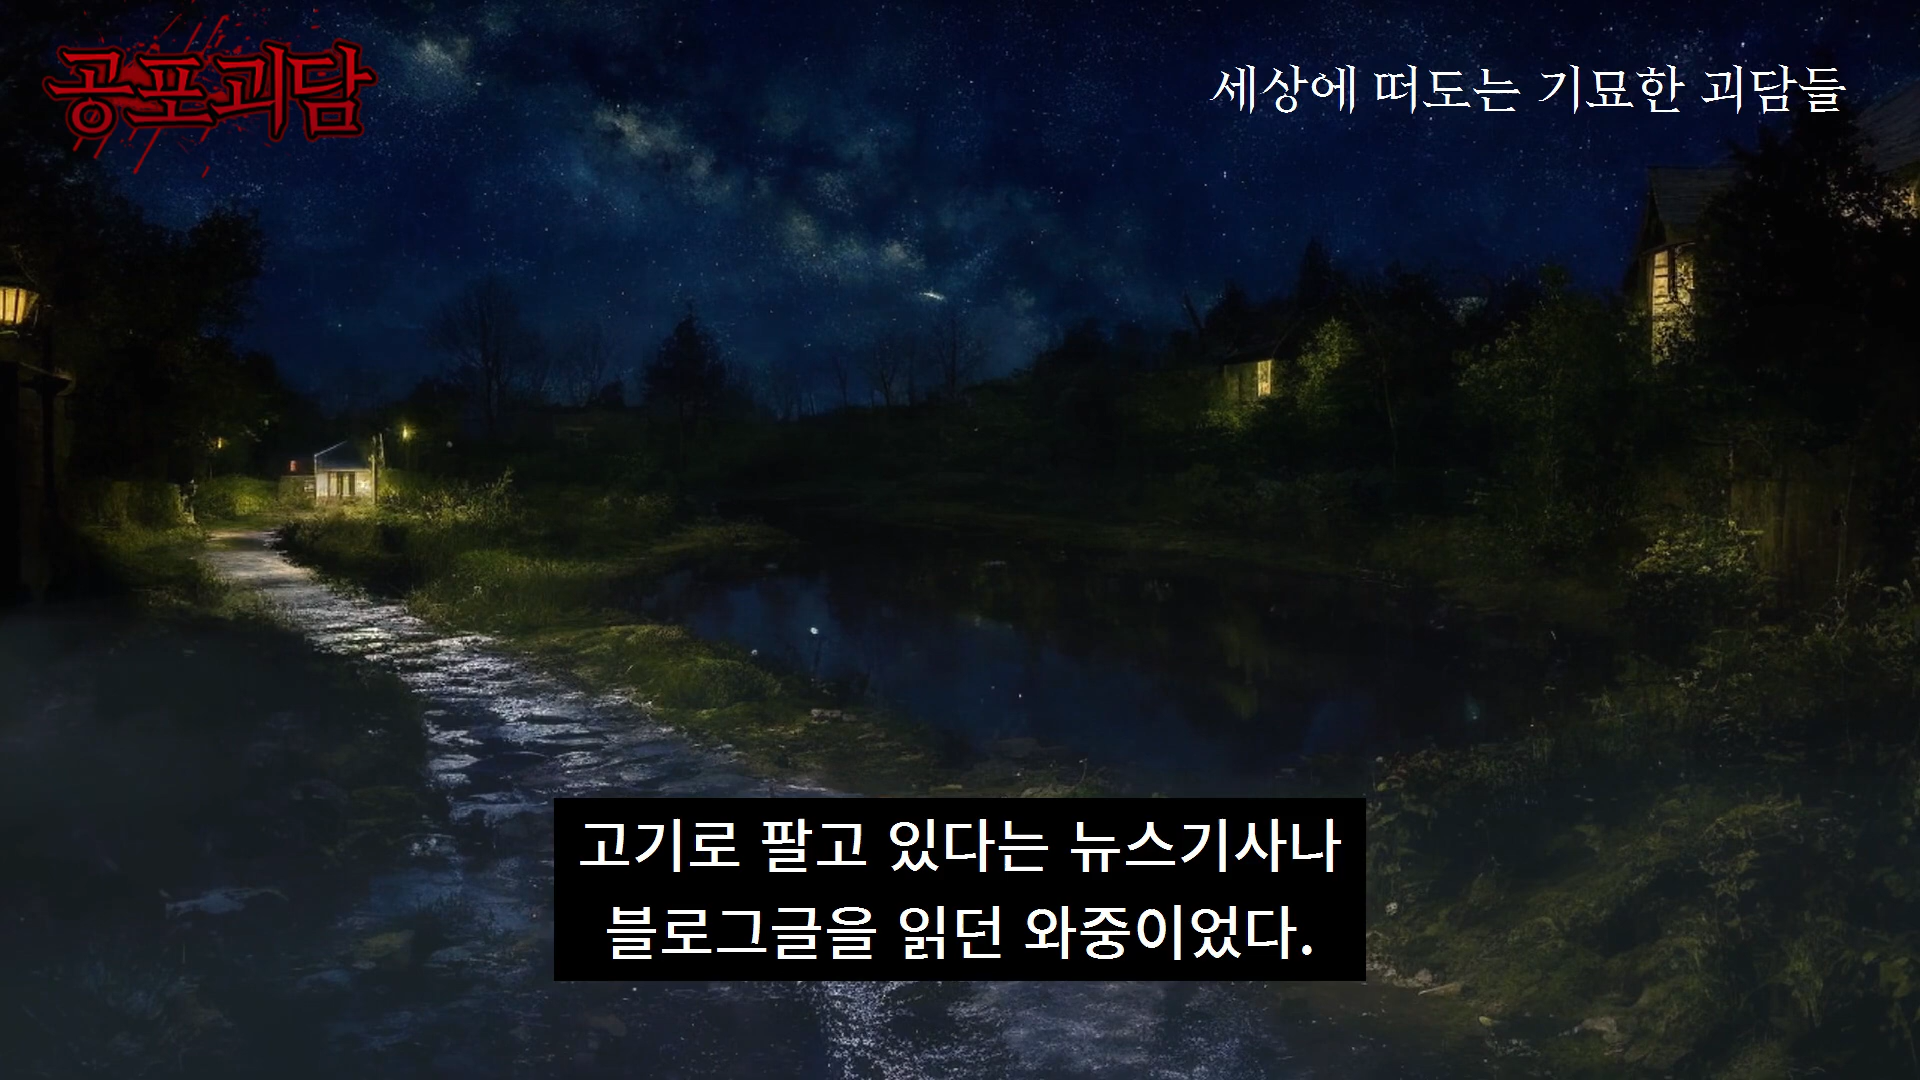 공포괴담
세상에 떠도는 기묘한 괴담들
고기로 팔고 있다는 뉴스기사나
블로그글을 읽던 와중이었다.